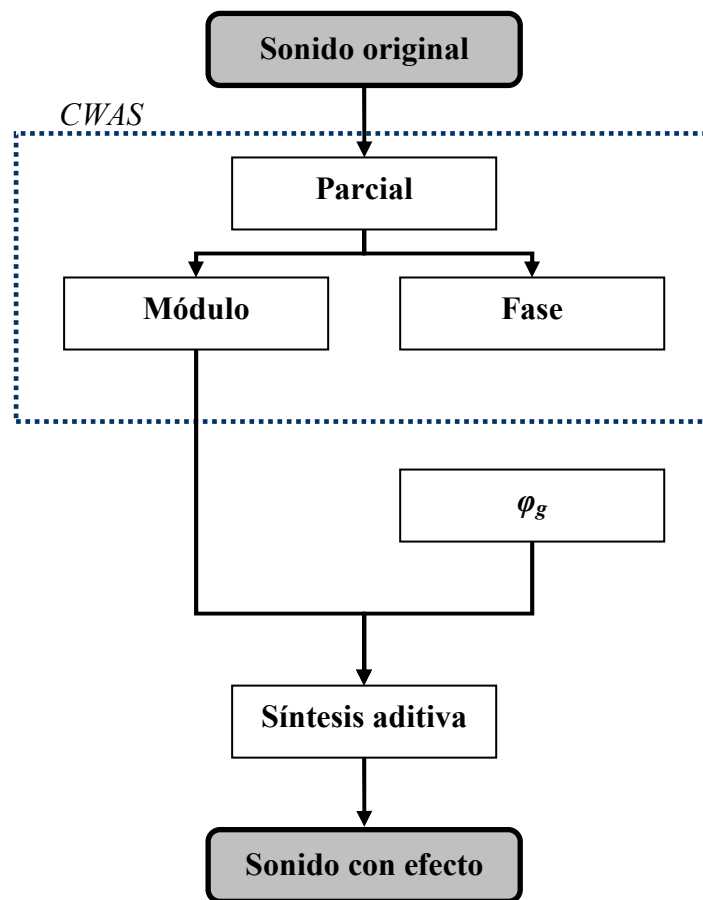 Sonido original
CWAS
Parcial
Módulo
Fase
φg
Síntesis aditiva
Sonido con efecto